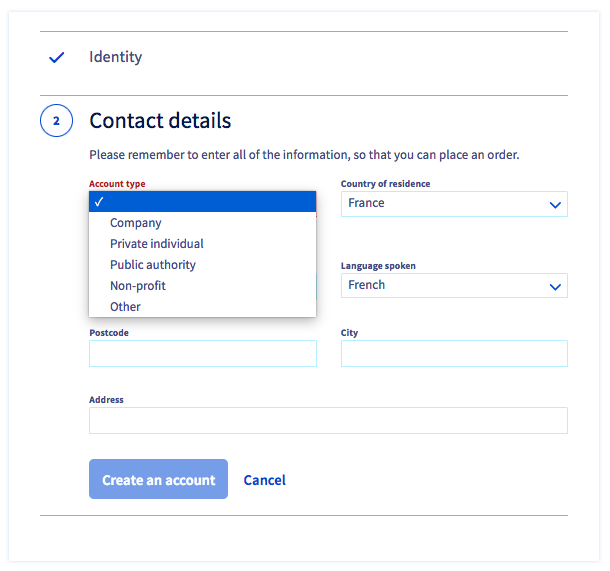 Identity
2
Contact details
Please remember to enter all of the information, so that you can place an order.
Account type
Company
Private individual
Public authority
Non-profit
Other
Country of residence
France
Language spoken
French
Postcode
City
Address
Create an account
Cancel